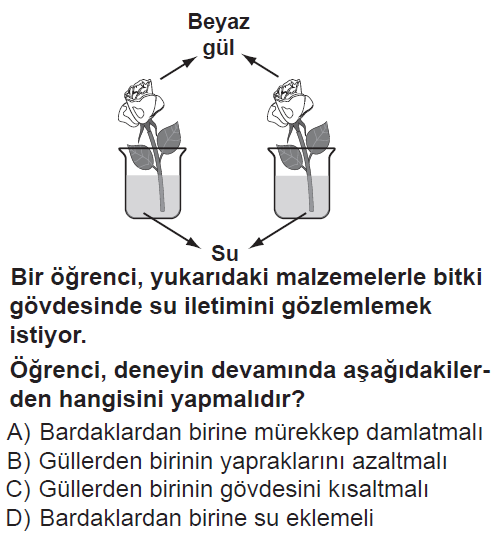 Beyaz
gül
Su
Bir öğrenci, yukarıdaki malzemelerle bitki
gövdesinde su iletimini gözlemlemek
istiyor.
Öğrenci, deneyin devamında aşağıdakiler-
den hangisini yapmalıdır?
A) Bardaklardan birine mürekkep damlatmalı
B) Güllerden birinin yapraklarını azaltmalı
C) Güllerden birinin gövdesini kısaltmalı
D) Bardaklardan birine su eklemeli